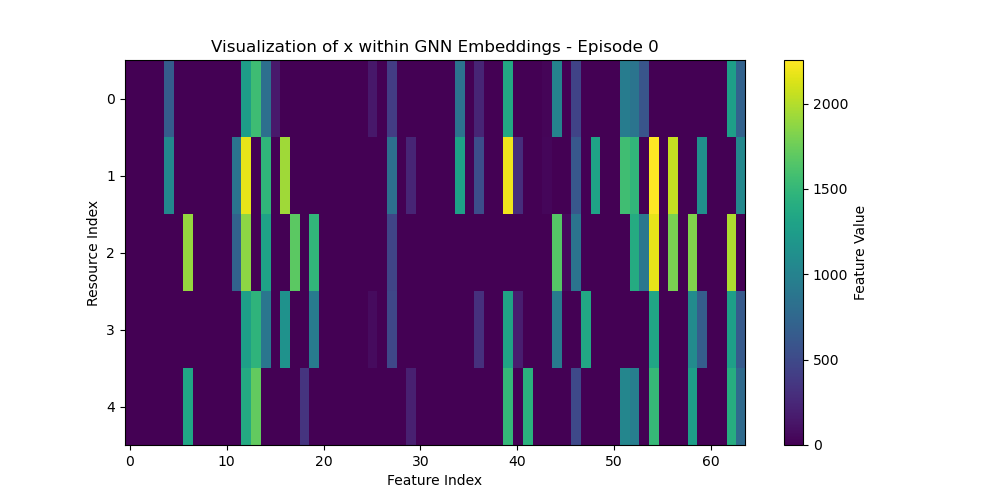 Visualization of x within GNN Embeddings - Episode 0
Resource Index
0
1
2
3
4
0 10 20 30 40 50 60
Feature Index
2000
1500
1000
500
0
Feature Value